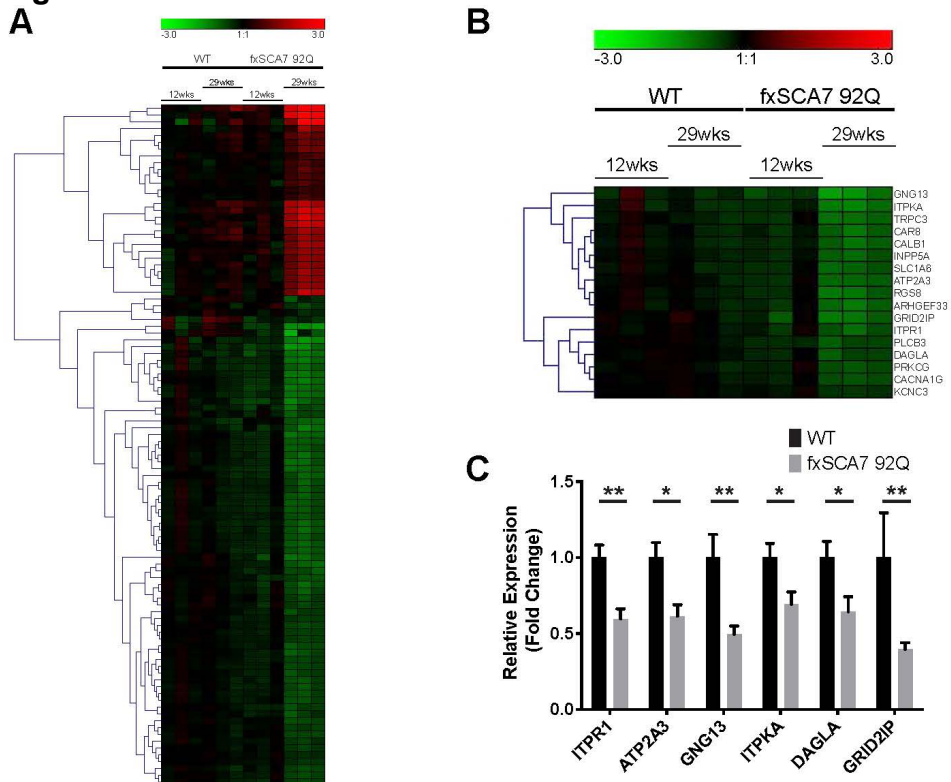 A
-3.0 1:1 3.0
WT fxSCA7 92Q
29wks 29wks
12wks 12wks
B
-3.0 1:1 3.0
WT fxSCA7 92Q
29wks 29wks
12wks 12wks
GNG13
ITPKA
TRPC3
CAR8
CALB1
INPP5A
SLC1A6
ATP2A3
RGS8
ARHGEF33
GRID2IP
ITPR1
PLCB3
DAGLA
PRKCG
CACNA1G
KCNC3
C
WT
fxSCA7 92Q
Relative Expression
(Fold Change)
1.5
1.0
0.5
0.0
** * ** * * **
ITPR1 ATP2A3 GNG13 ITPKA DAGLA GRID2IP